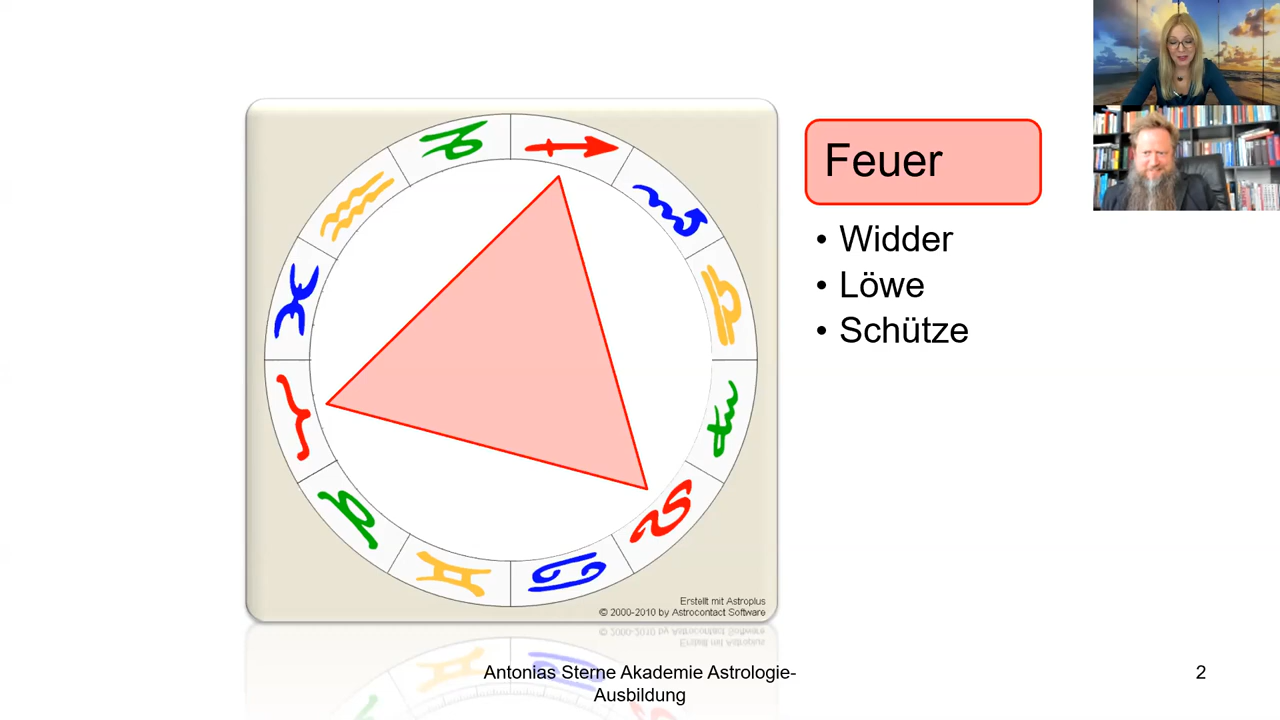 Feuer
• Widder
• Löwe
• Schütze
Erstellt mit Astroplus
© 2000-2010 by Astrocontact Software
Antonias Sterne Akademie Astrologie-
Ausbildung
2